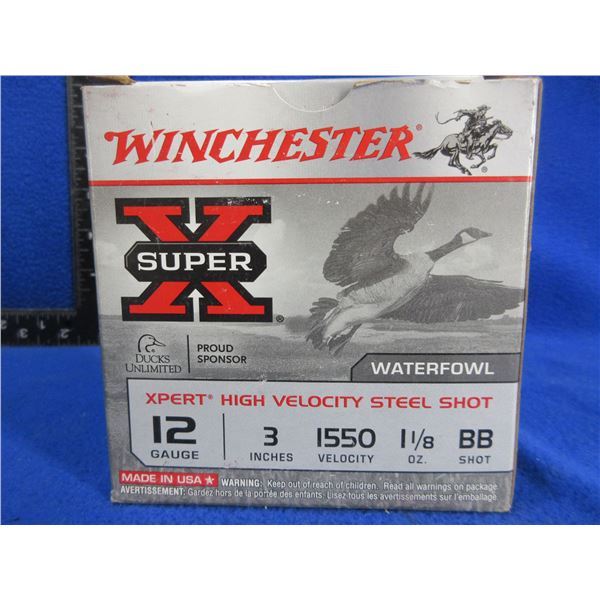 WINCHESTER®
SUPER X®
DUCKS UNLIMITED
PROUD SPONSOR
WATERFOWL
XPERT® HIGH VELOCITY STEEL SHOT
12 GAUGE
3 INCHES
1550 VELOCITY
1 1/8 OZ.
BB SHOT
MADE IN USA ★ WARNING: Keep out of reach of children. Read all warnings on package.
AVERTISSEMENT: Gardez hors de la portée des enfants. Lisez tous les avertissements sur l'emballage.
3 2